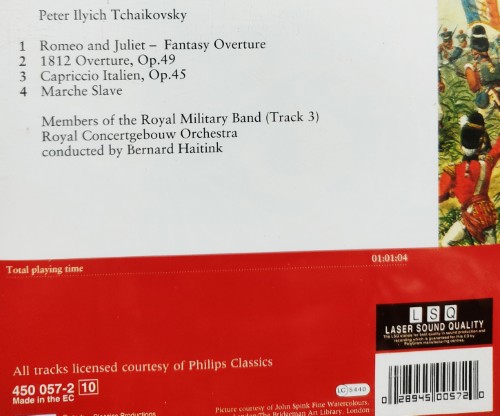 Peter Ilyich Tchaikovsky
1 Romeo and Juliet – Fantasy Overture
2 1812 Overture, Op.49
3 Capriccio Italien, Op.45
4 Marche Slave
Members of the Royal Military Band (Track 3)
Royal Concertgebouw Orchestra
conducted by Bernard Haitink
Total playing time 01:01:04
LSQ
LASER SOUND QUALITY
All tracks licensed courtesy of Philips Classics
450 057-2 10
Made in the EC
LC 5449
0 28945 00572 0
Picture courtesy of John Spink Fine Watercolours,
London/The Bridgeman Art Library, London